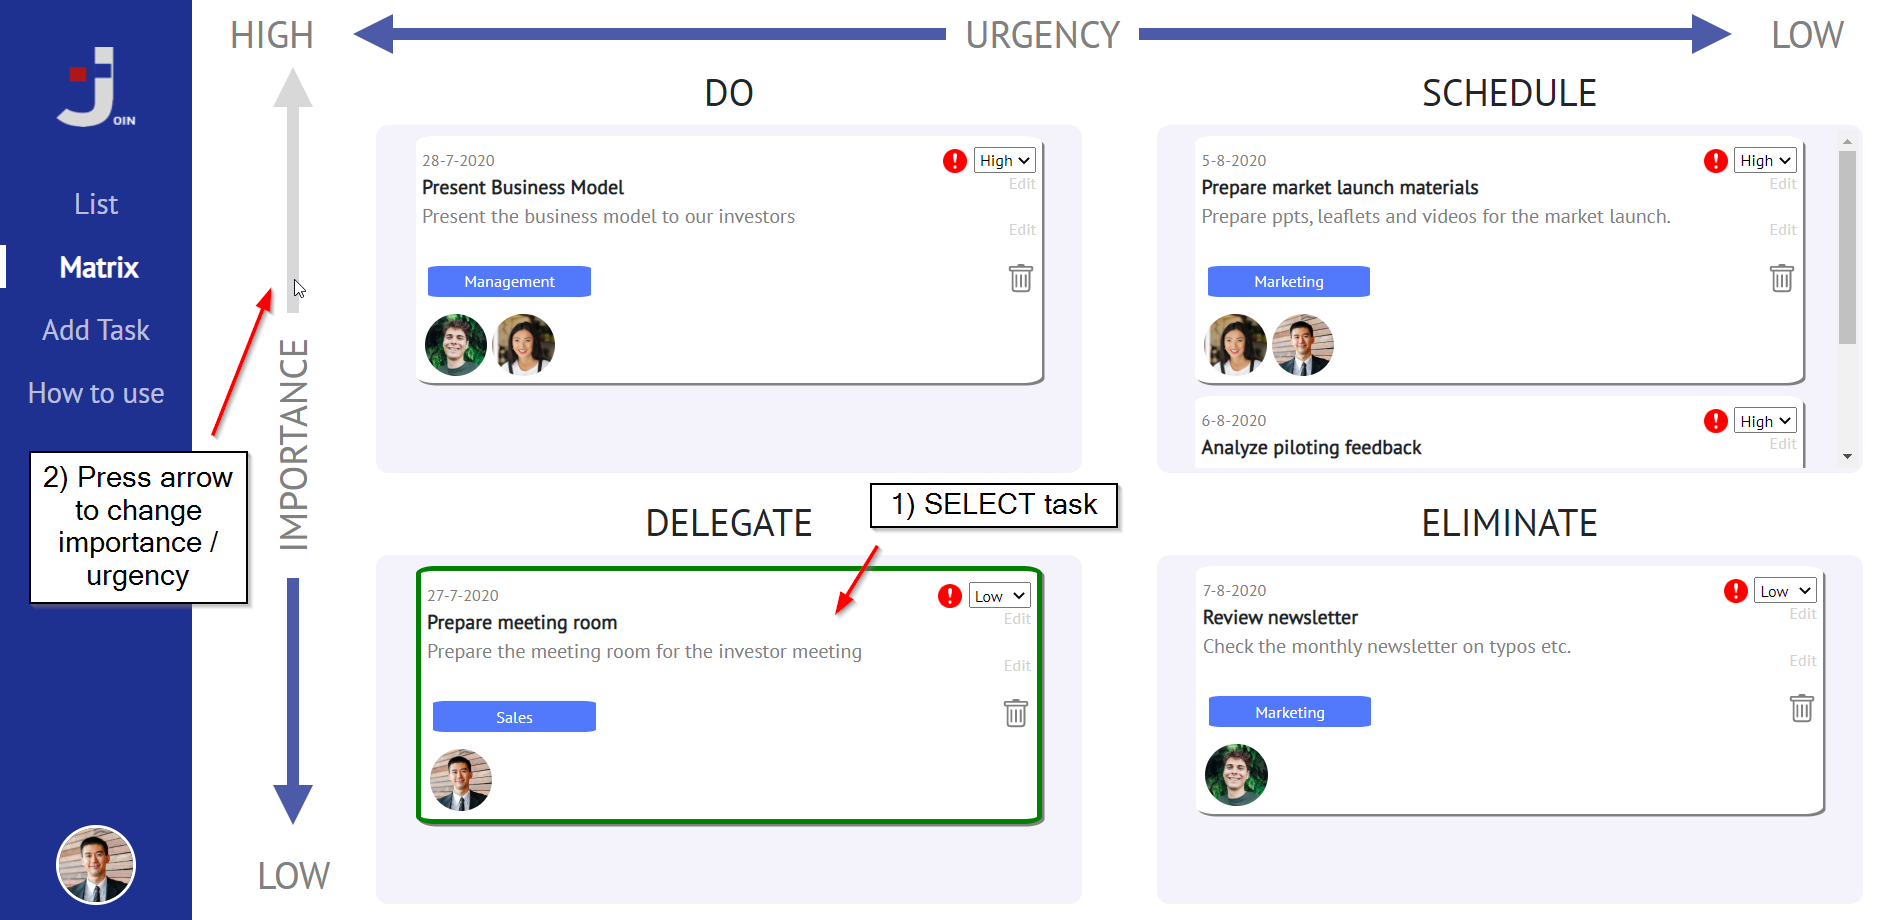 HIGH
URGENCY
LOW
J
OIN
List
Matrix
Add Task
How to use
2) Press arrow
to change
importance /
urgency
IMPORTANCE
LOW
DO
28-7-2020
High
Present Business Model
Edit
Present the business model to our investors
Edit
Management
SCHEDULE
5-8-2020
High
Prepare market launch materials
Edit
Prepare ppts, leaflets and videos for the market launch.
Edit
Marketing
6-8-2020
High
Analyze piloting feedback
Edit
1) SELECT task
DELEGATE
27-7-2020
Low
Prepare meeting room
Edit
Prepare the meeting room for the investor meeting
Edit
Sales
ELIMINATE
7-8-2020
Low
Review newsletter
Edit
Check the monthly newsletter on typos etc.
Edit
Marketing